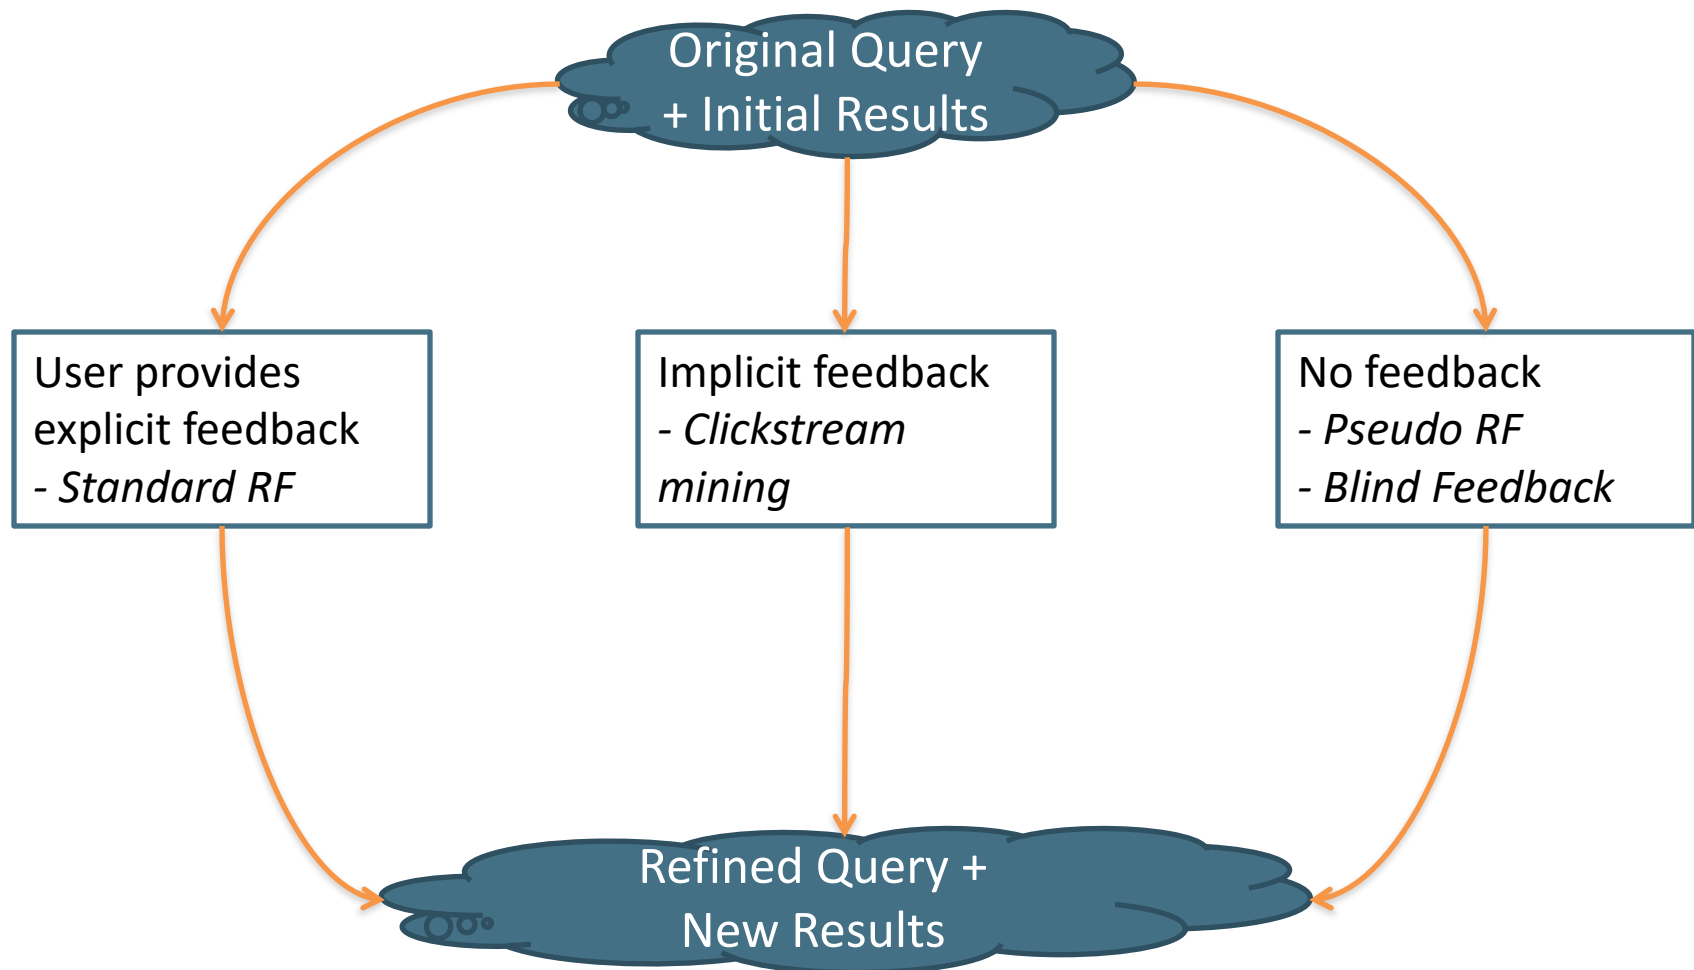 Original Query
+ Initial Results
User provides
explicit feedback
- Standard RF
Implicit feedback
- Clickstream
mining
No feedback
- Pseudo RF
- Blind Feedback
Refined Query +
New Results